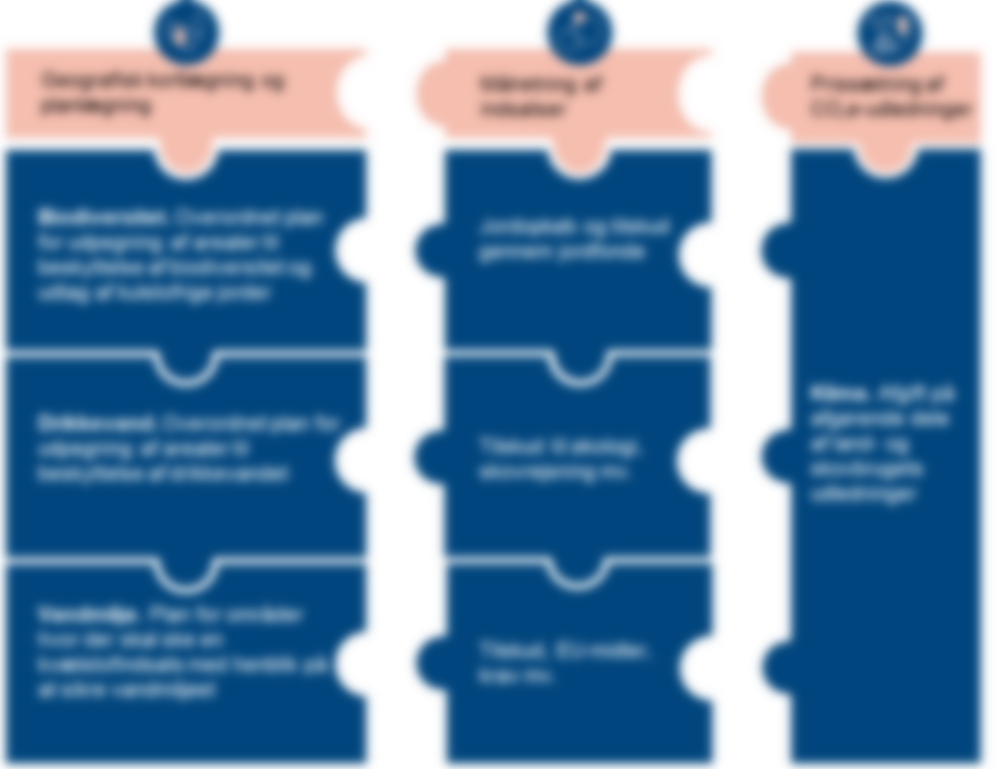 Geografisk kortlægning og
planlægning
Målretning af
indsatser
Prissætning af
CO₂e-udledninger
Biodiversitet. Overordnet plan
for udpegning af arealer til
beskyttelse af biodiversitet og
udtag af kulstofrige jorder
Jordopkøb og tilskud
gennem jordfonde
Drikkevand. Overordnet plan for
udpegning af arealer til
beskyttelse af drikkevandet
Tilskud til økologi,
skovrejsning mv.
Klima. Afgift på
afgørende dele
af land- og
skovbrugets
udledninger
Vandmiljø. Plan for områder
hvor der skal ske en
kvælstofindsats med henblik på
at sikre vandmiljøet
Tilskud, EU-midler,
krav mv.